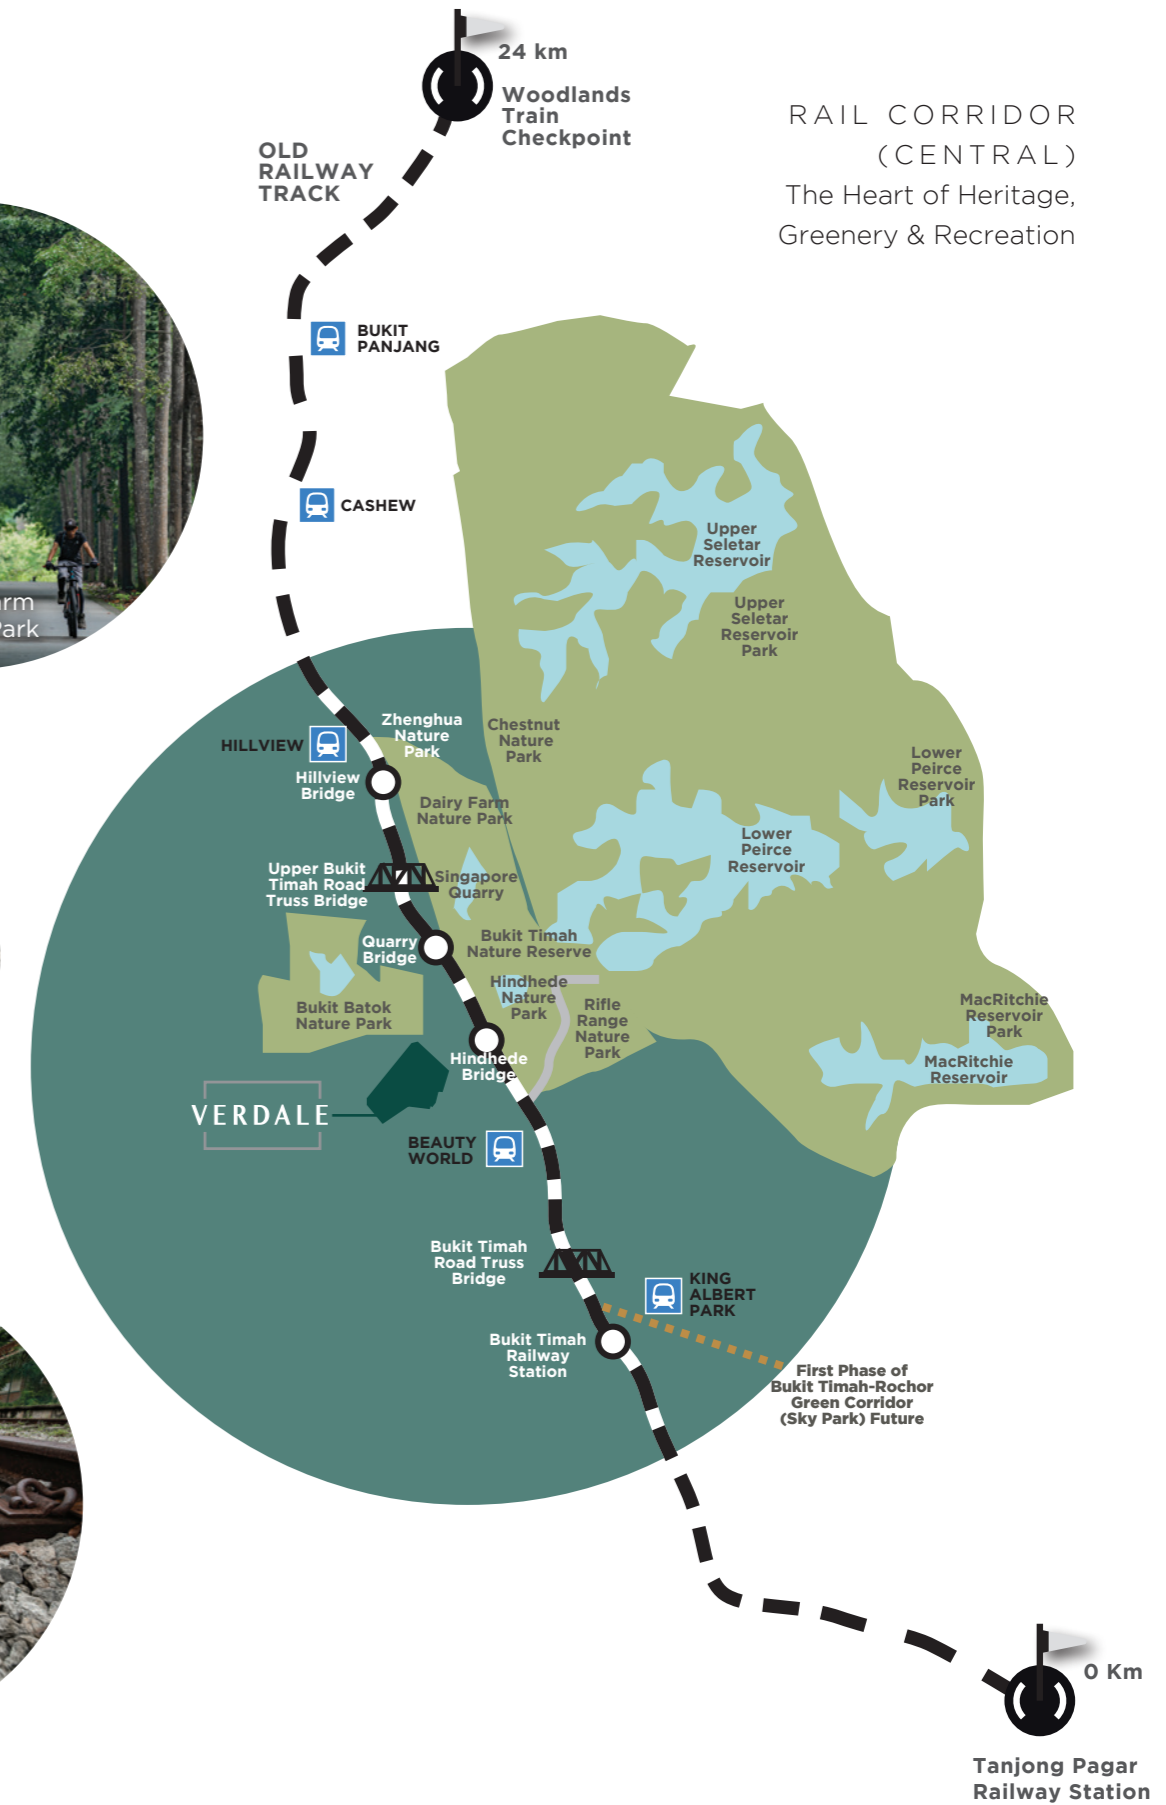 24 km
Woodlands
Train
Checkpoint
RAIL CORRIDOR
(CENTRAL)
The Heart of Heritage,
Greenery & Recreation
OLD
RAILWAY
TRACK
BUKIT
PANJANG
CASHEW
Upper
Seletar
Reservoir
Upper
Seletar
Reservoir
Park
arm
Park
Zhenghua
Nature
Park
Chestnut
Nature
Park
HILLVIEW
Hillview
Bridge
Lower
Peirce
Reservoir
Park
Dairy Farm
Nature Park
Lower
Peirce
Reservoir
Upper Bukit
Timah Road
Truss Bridge
Singapore
Quarry
Quarry
Bridge
Bukit Timah
Nature Reserve
Hindhede
Nature
Park
Rifle
Range
Nature
Park
Bukit Batok
Nature Park
MacRitchie
Reservoir
Park
MacRitchie
Reservoir
Hindhede
Bridge
VERDALE
BEAUTY
WORLD
Bukit Timah
Road Truss
Bridge
KING
ALBERT
PARK
Bukit Timah
Railway
Station
First Phase of
Bukit Timah-Rochor
Green Corridor
(Sky Park) Future
0 Km
Tanjong Pagar
Railway Station